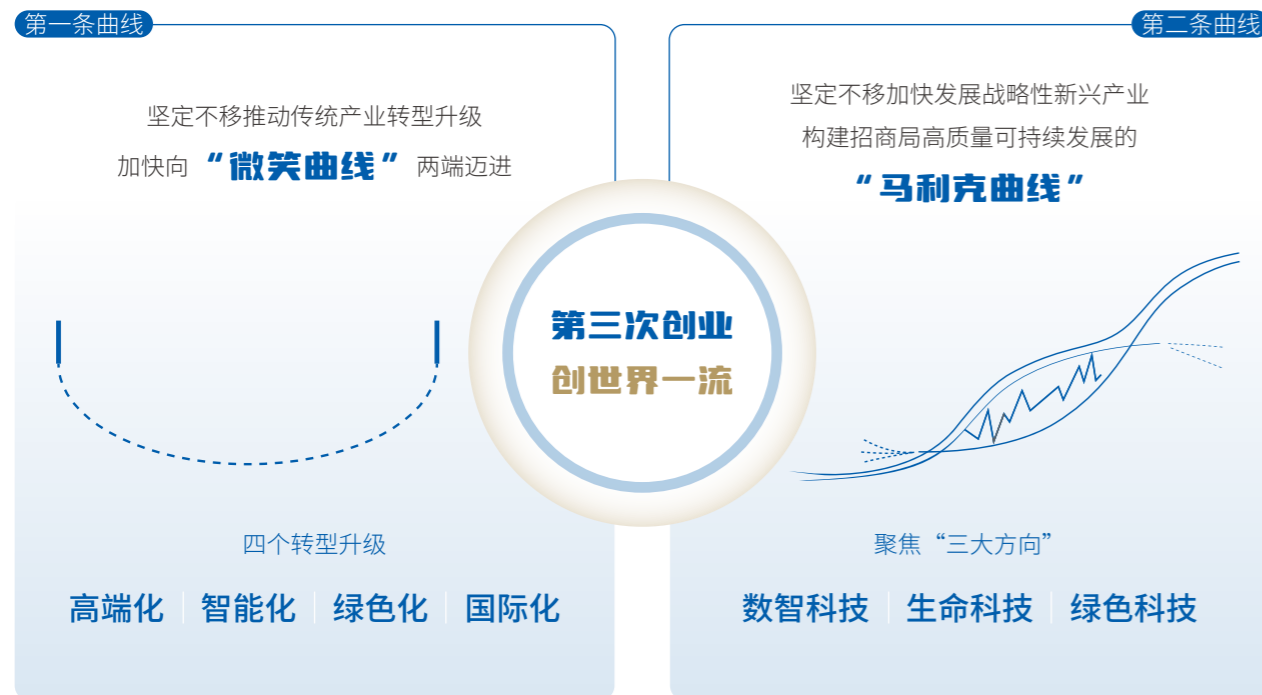 第一条曲线
坚定不移推动传统产业转型升级
加快向“微笑曲线”两端迈进
四个转型升级
高端化 智能化 绿色化 国际化
第三次创业
创世界一流
第二条曲线
坚定不移加快发展战略性新兴产业
构建招商局高质量可持续发展的
“马利克曲线”
聚焦“三大方向”
数智科技 生命科技 绿色科技